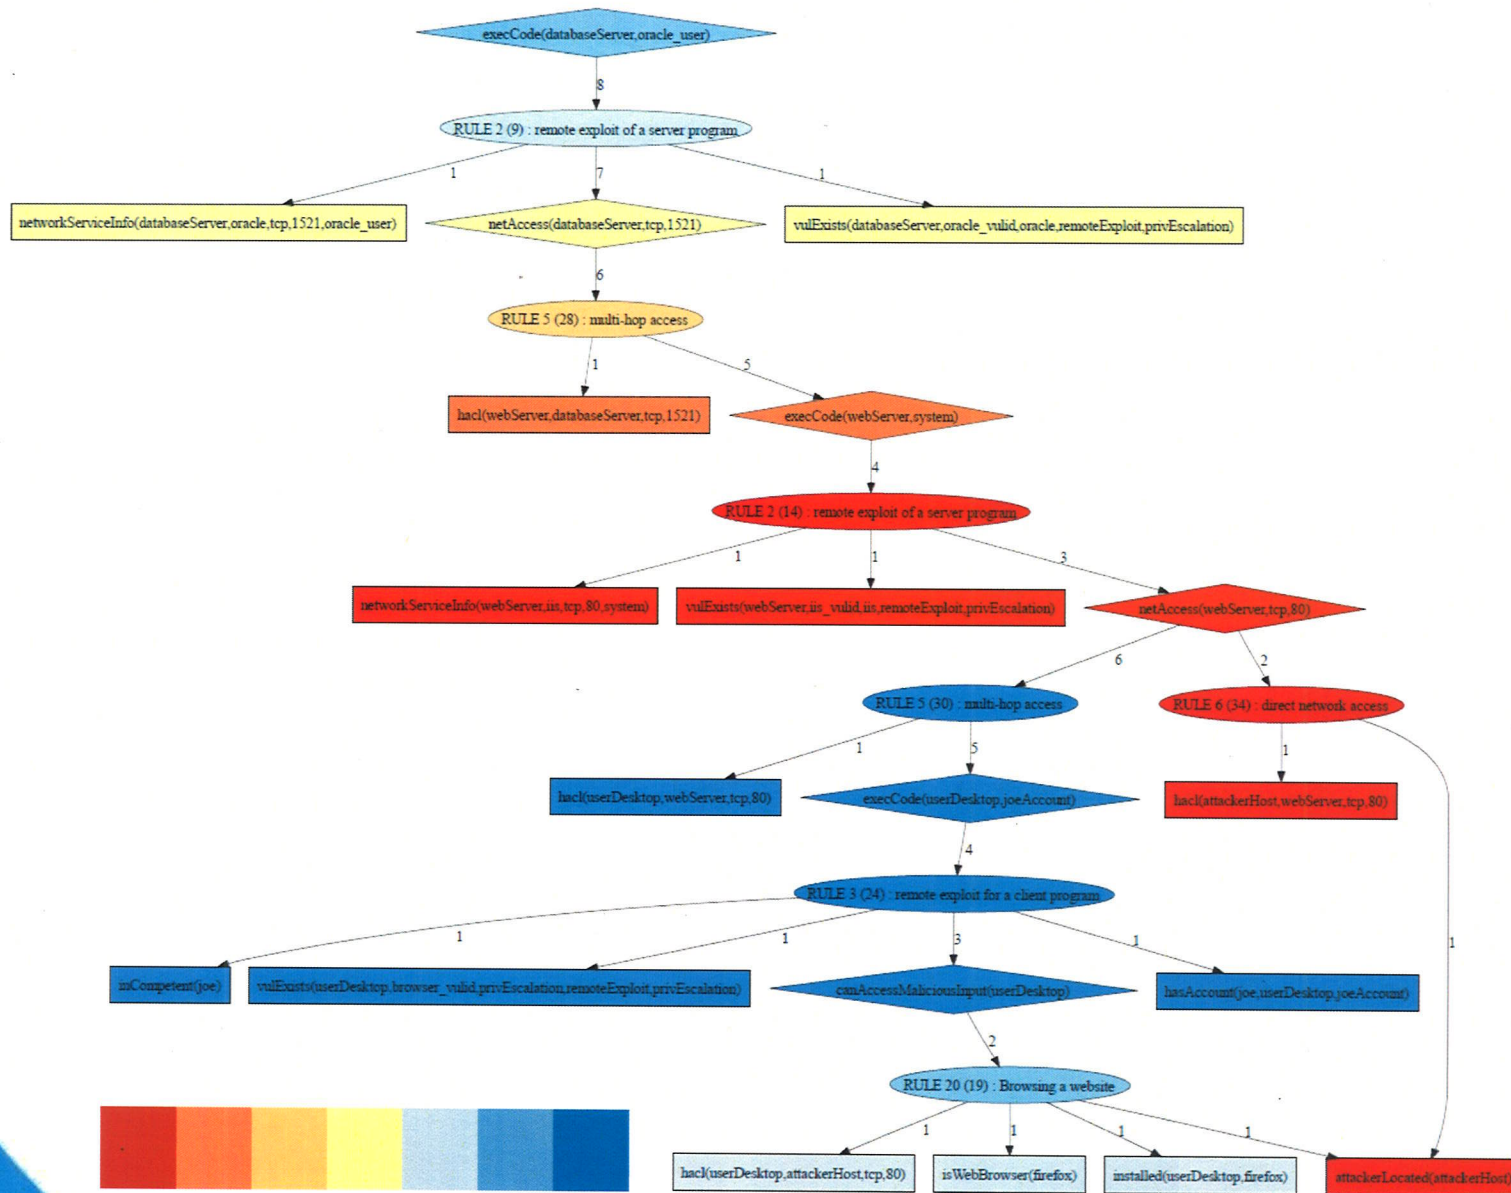 execCode(databaseServer,oracle_user)
8
RULE 2 (9) : remote exploit of a server program
1
7
1
networkServiceInfo(databaseServer,oracle,tcp,1521,oracle_user)
netAccess(databaseServer,tcp,1521)
vulExists(databaseServer,oracle_vulid,oracle,remoteExploit,privEscalation)
6
RULE 5 (28) : multi-hop access
1
5
hacl(webServer,databaseServer,tcp,1521)
execCode(webServer,system)
4
RULE 2 (14) : remote exploit of a server program
1
1
3
networkServiceInfo(webServer,iis,tcp,80,system)
vulExists(webServer,iis_vulid,iis,remoteExploit,privEscalation)
netAccess(webServer,tcp,80)
6
2
RULE 5 (30) : multi-hop access
RULE 6 (34) : direct network access
1
5
1
hacl(userDesktop,webServer,tcp,80)
execCode(userDesktop,joeAccount)
hacl(attackerHost,webServer,tcp,80)
4
RULE 3 (24) : remote exploit for a client program
1
1
3
1
1
inCompetent(joe)
vulExists(userDesktop,browser_vulid,privEscalation,remoteExploit,privEscalation)
canAccessMaliciousInput(userDesktop)
hasAccount(joe,userDesktop,joeAccount)
2
RULE 20 (19) : Browsing a website
1
1
1
1
hacl(userDesktop,attackerHost,tcp,80)
isWebBrowser(firefox)
installed(userDesktop,firefox)
attackerLocated(attackerHost)